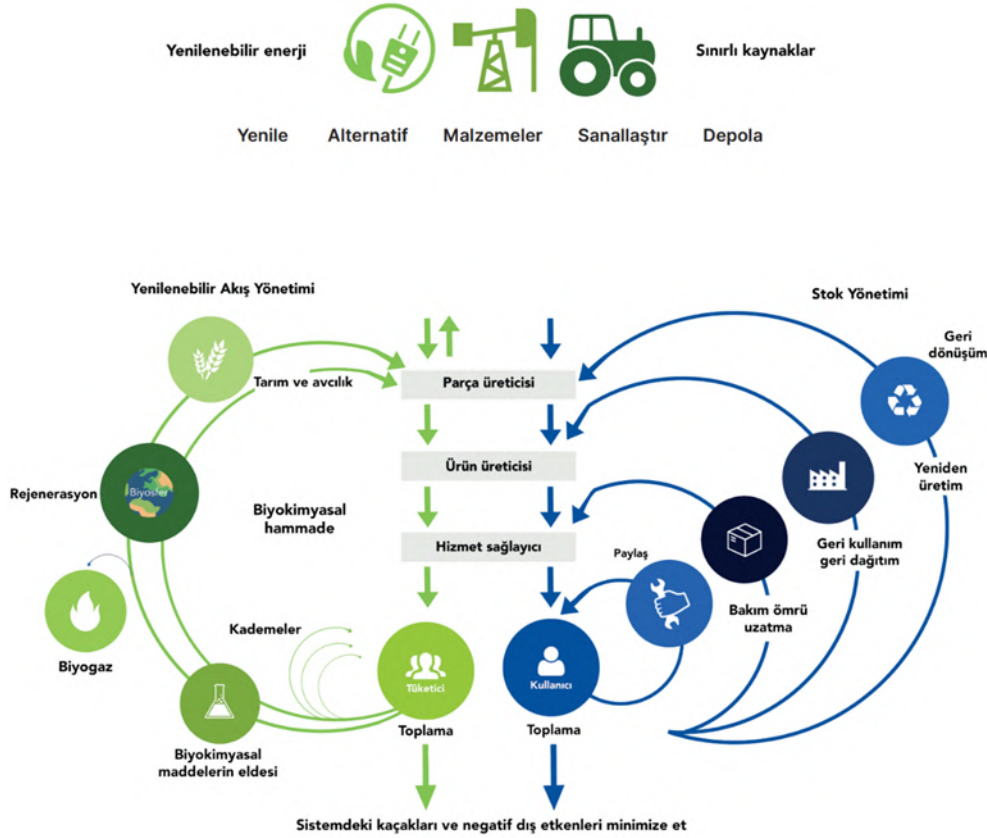 Yenilenebilir enerji
Sınırlı kaynaklar
Yenile Alternatif Malzemeler Sanallaştır Depola
Yenilenebilir Akış Yönetimi
Stok Yönetimi
Geri
dönüşüm
Tarım ve avcılık
Parça üreticisi
Ürün üreticisi
Yeniden
üretim
Rejenerasyon
Biyosfer
Biyokimyasal
hammade
Hizmet sağlayıcı
Geri kullanım
geri dağıtım
Paylaş
Bakım ömrü
uzatma
Biyogaz
Kademeler
Tüketici
Kullanıcı
Toplama
Toplama
Biyokimyasal
maddelerin eldesi
Sistemdeki kaçakları ve negatif dış etkenleri minimize et